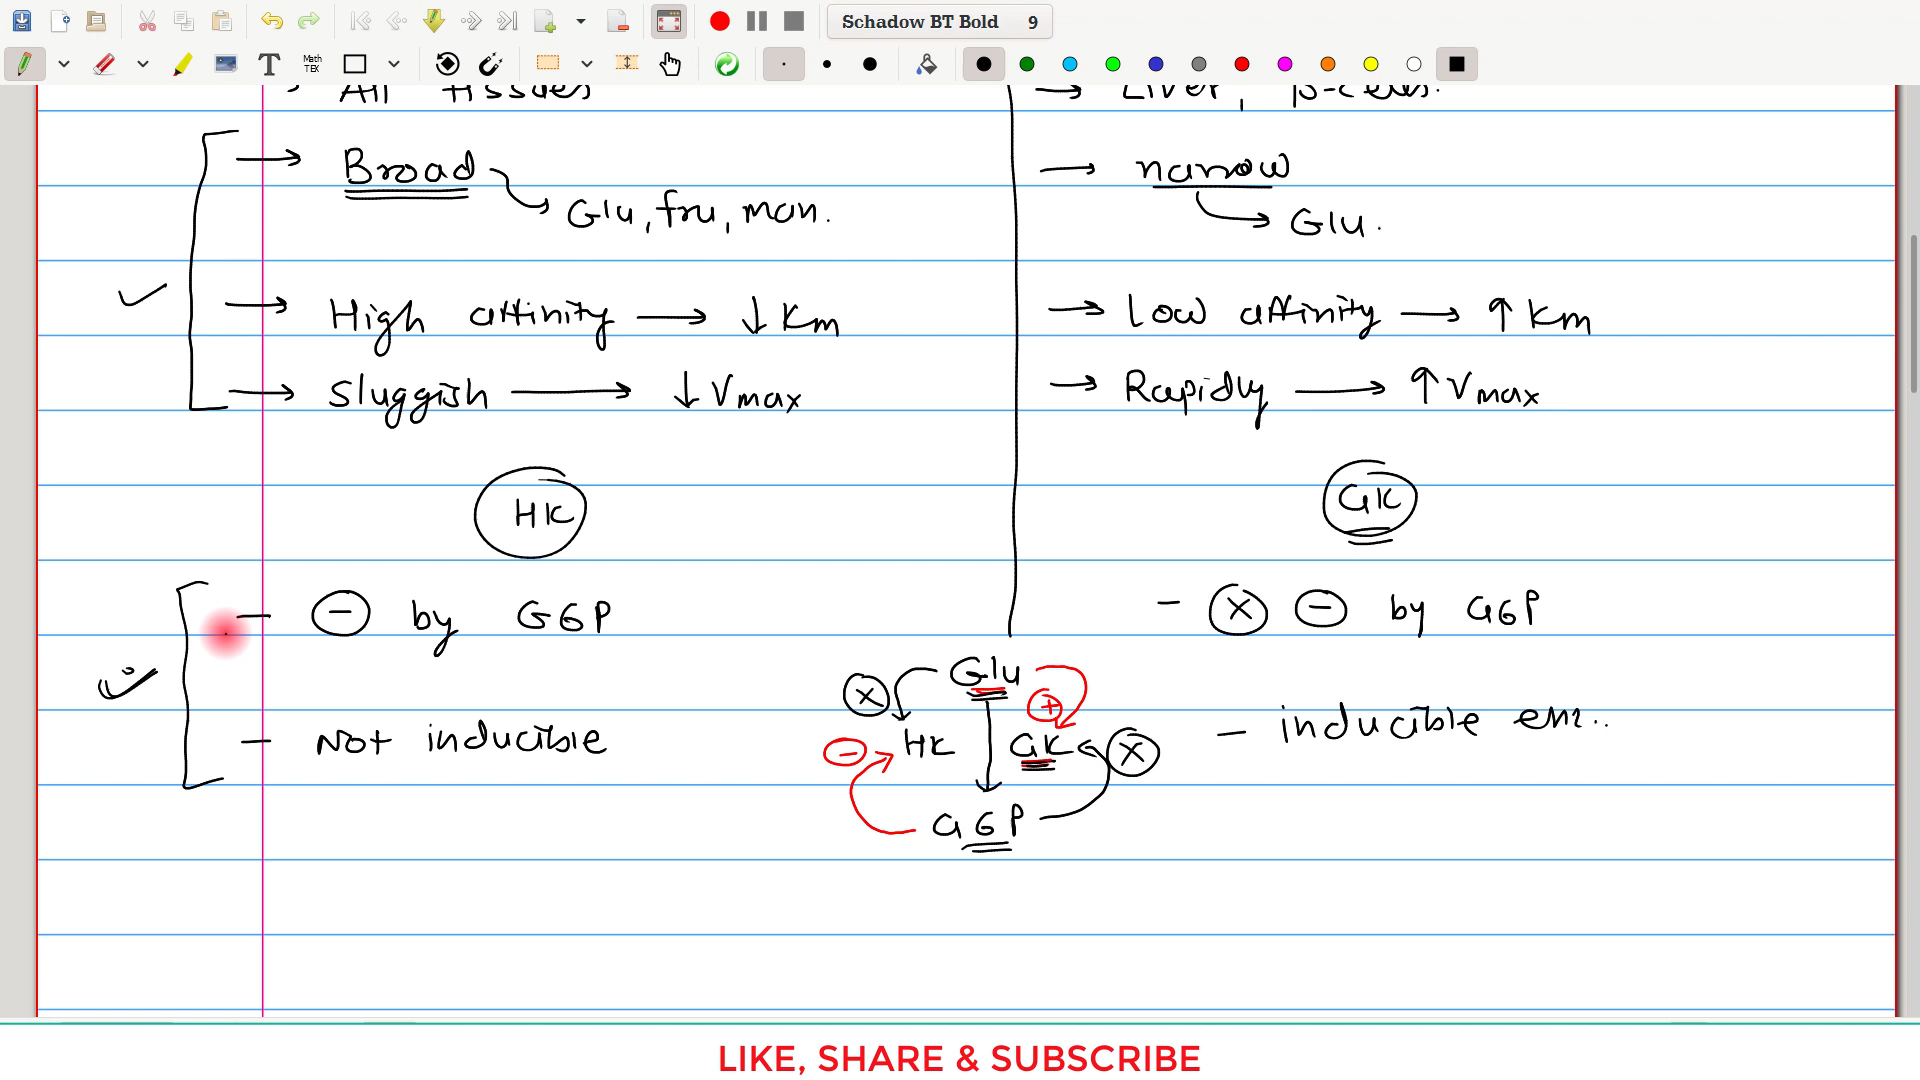 Schadow BT Bold 9
Math TEX
→ All tissues
→ Liver, β-cells.
→ Broad
→ Glu, fru, man.
→ narrow
→ Glu.
→ High affinity → ↓ Km
→ Low affinity → ↑ Km
→ Sluggish → ↓ Vmax
→ Rapidly → ↑ Vmax
HK
GK
- ⊖ by G6P
- ⓧ ⊖ by G6P
ⓧ Glu ⊕
⊖ HK GK ⓧ
G6P
- Not inducible
- inducible enz..
LIKE, SHARE & SUBSCRIBE